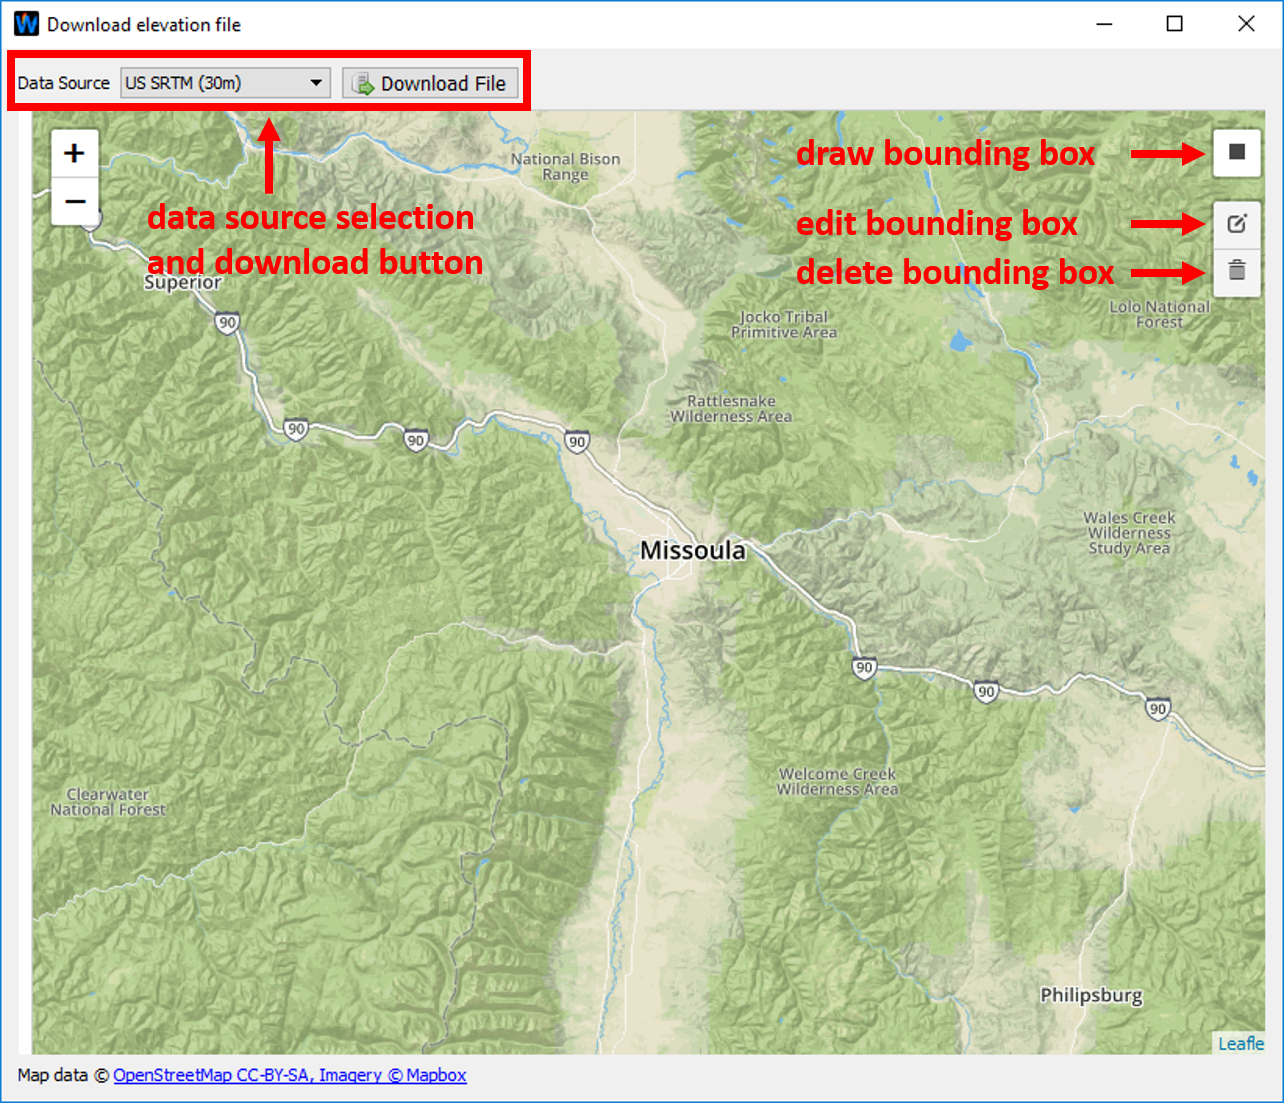 Download elevation file
Data Source US SRTM (30m) Download File
+
−
data source selection
and download button
draw bounding box
edit bounding box
delete bounding box
National Bison
Range
Superior
90
Jocko Tribal
Primitive Area
Lolo National
Forest
Rattlesnake
Wilderness Area
90
90
90
Wales Creek
Wilderness
Study Area
Missoula
90
90
90
Welcome Creek
Wilderness Area
Clearwater
National Forest
Philipsburg
Leafle
Map data © OpenStreetMap CC-BY-SA, Imagery © Mapbox